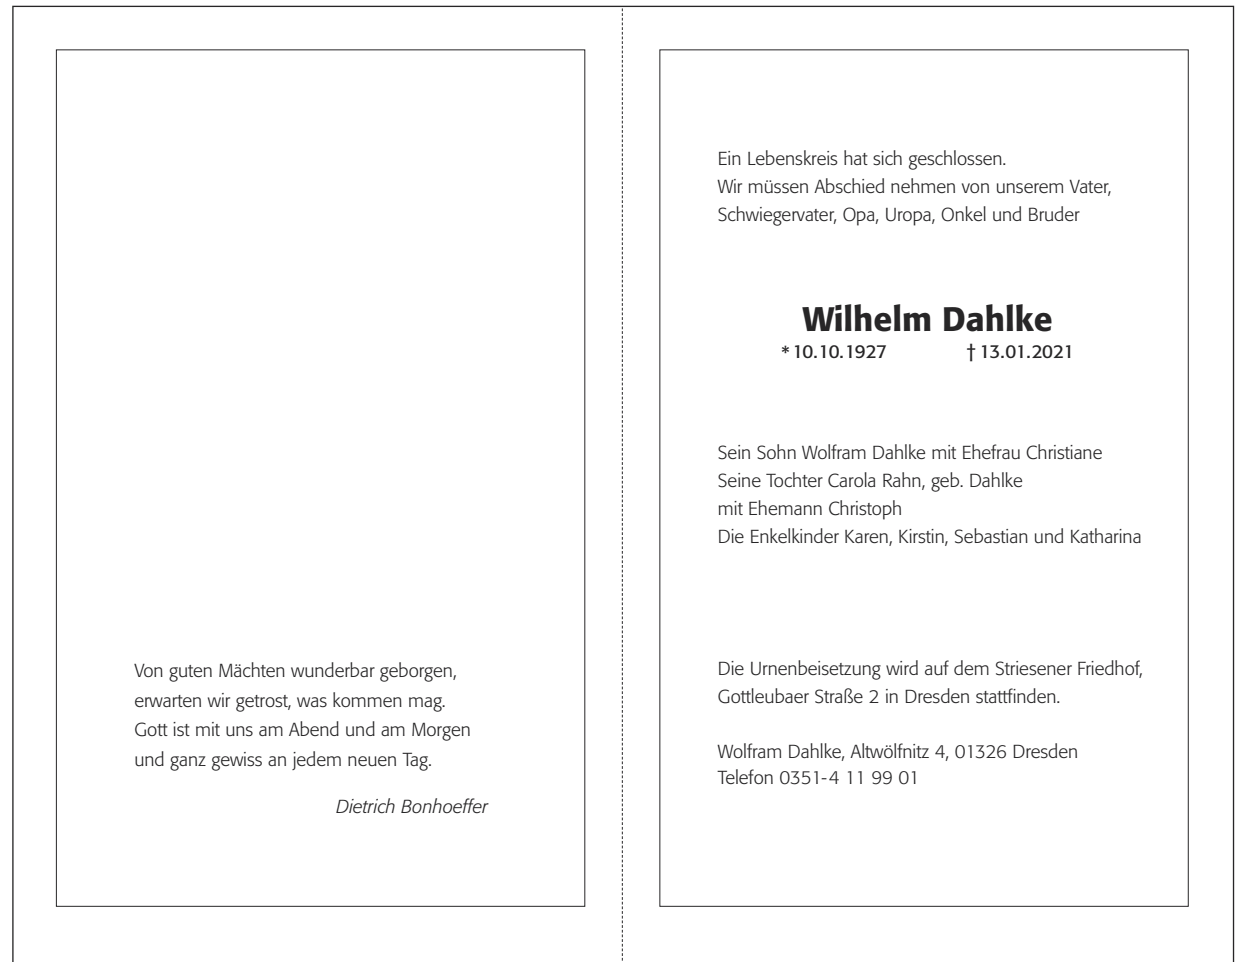 Von guten Mächten wunderbar geborgen,
erwarten wir getrost, was kommen mag.
Gott ist mit uns am Abend und am Morgen
und ganz gewiss an jedem neuen Tag.
Dietrich Bonhoeffer
Ein Lebenskreis hat sich geschlossen.
Wir müssen Abschied nehmen von unserem Vater,
Schwiegervater, Opa, Uropa, Onkel und Bruder
Wilhelm Dahlke
* 10.10.1927 † 13.01.2021
Sein Sohn Wolfram Dahlke mit Ehefrau Christiane
Seine Tochter Carola Rahn, geb. Dahlke
mit Ehemann Christoph
Die Enkelkinder Karen, Kirstin, Sebastian und Katharina
Die Urnenbeisetzung wird auf dem Striesener Friedhof,
Gottleubaer Straße 2 in Dresden stattfinden.
Wolfram Dahlke, Altwölfnitz 4, 01326 Dresden
Telefon 0351-4 11 99 01